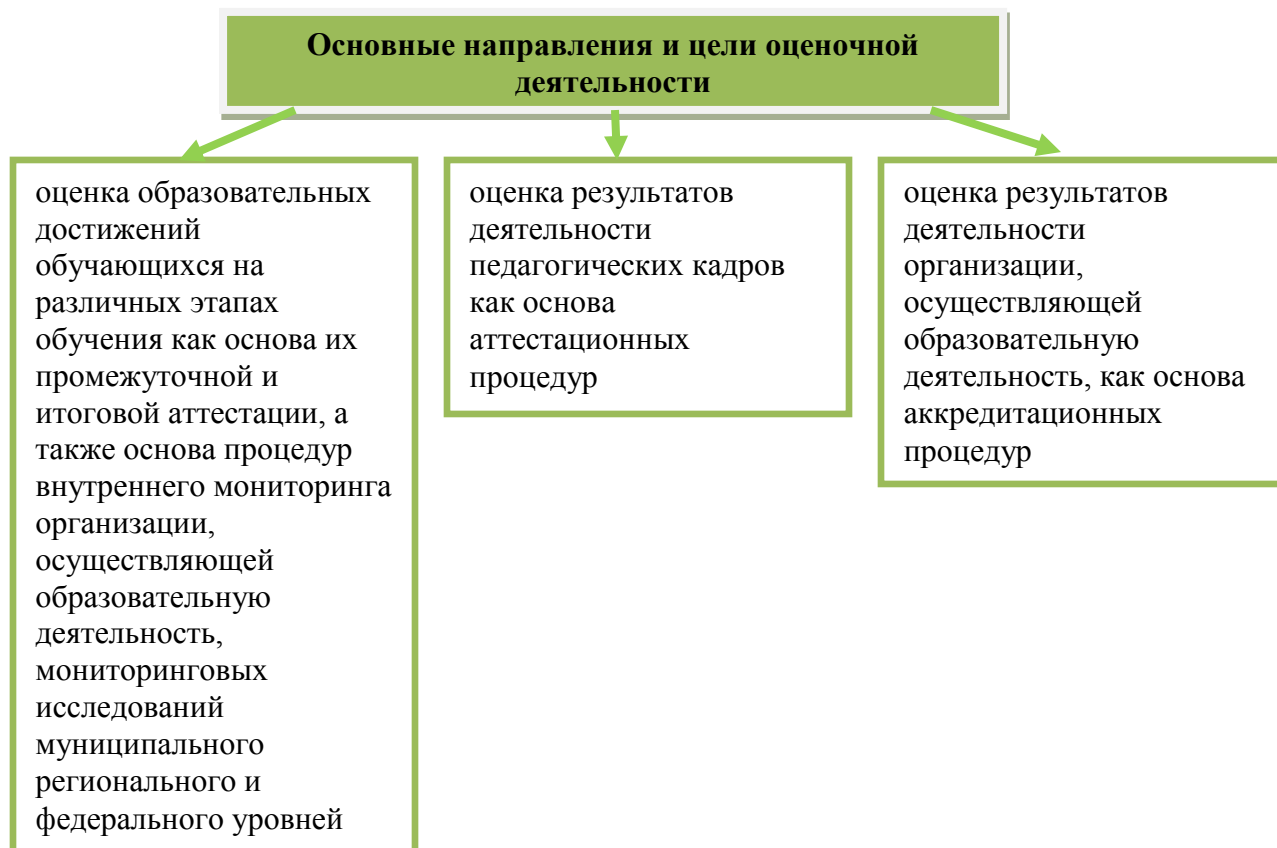 Основные направления и цели оценочной
деятельности
оценка образовательных
достижений
обучающихся на
различных этапах
обучения как основа их
промежуточной и
итоговой аттестации, а
также основа процедур
внутреннего мониторинга
организации,
осуществляющей
образовательную
деятельность,
мониторинговых
исследований
муниципального
регионального и
федерального уровней
оценка результатов
деятельности
педагогических кадров
как основа
аттестационных
процедур
оценка результатов
деятельности
организации,
осуществляющей
образовательную
деятельность, как основа
аккредитационных
процедур